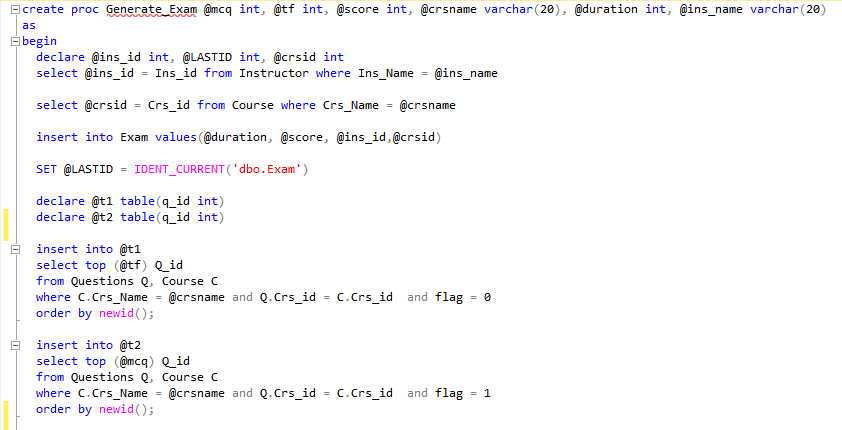 create proc Generate_Exam @mcq int, @tf int, @score int, @crsname varchar(20), @duration int, @ins_name varchar(20)
as
begin
declare @ins_id int, @LASTID int, @crsid int
select @ins_id = Ins_id from Instructor where Ins_Name = @ins_name
select @crsid = Crs_id from Course where Crs_Name = @crsname
insert into Exam values(@duration, @score, @ins_id,@crsid)
SET @LASTID = IDENT_CURRENT('dbo.Exam')
declare @t1 table(q_id int)
declare @t2 table(q_id int)
insert into @t1
select top (@tf) Q_id
from Questions Q, Course C
where C.Crs_Name = @crsname and Q.Crs_id = C.Crs_id  and flag = 0
order by newid();
insert into @t2
select top (@mcq) Q_id
from Questions Q, Course C
where C.Crs_Name = @crsname and Q.Crs_id = C.Crs_id  and flag = 1
order by newid();